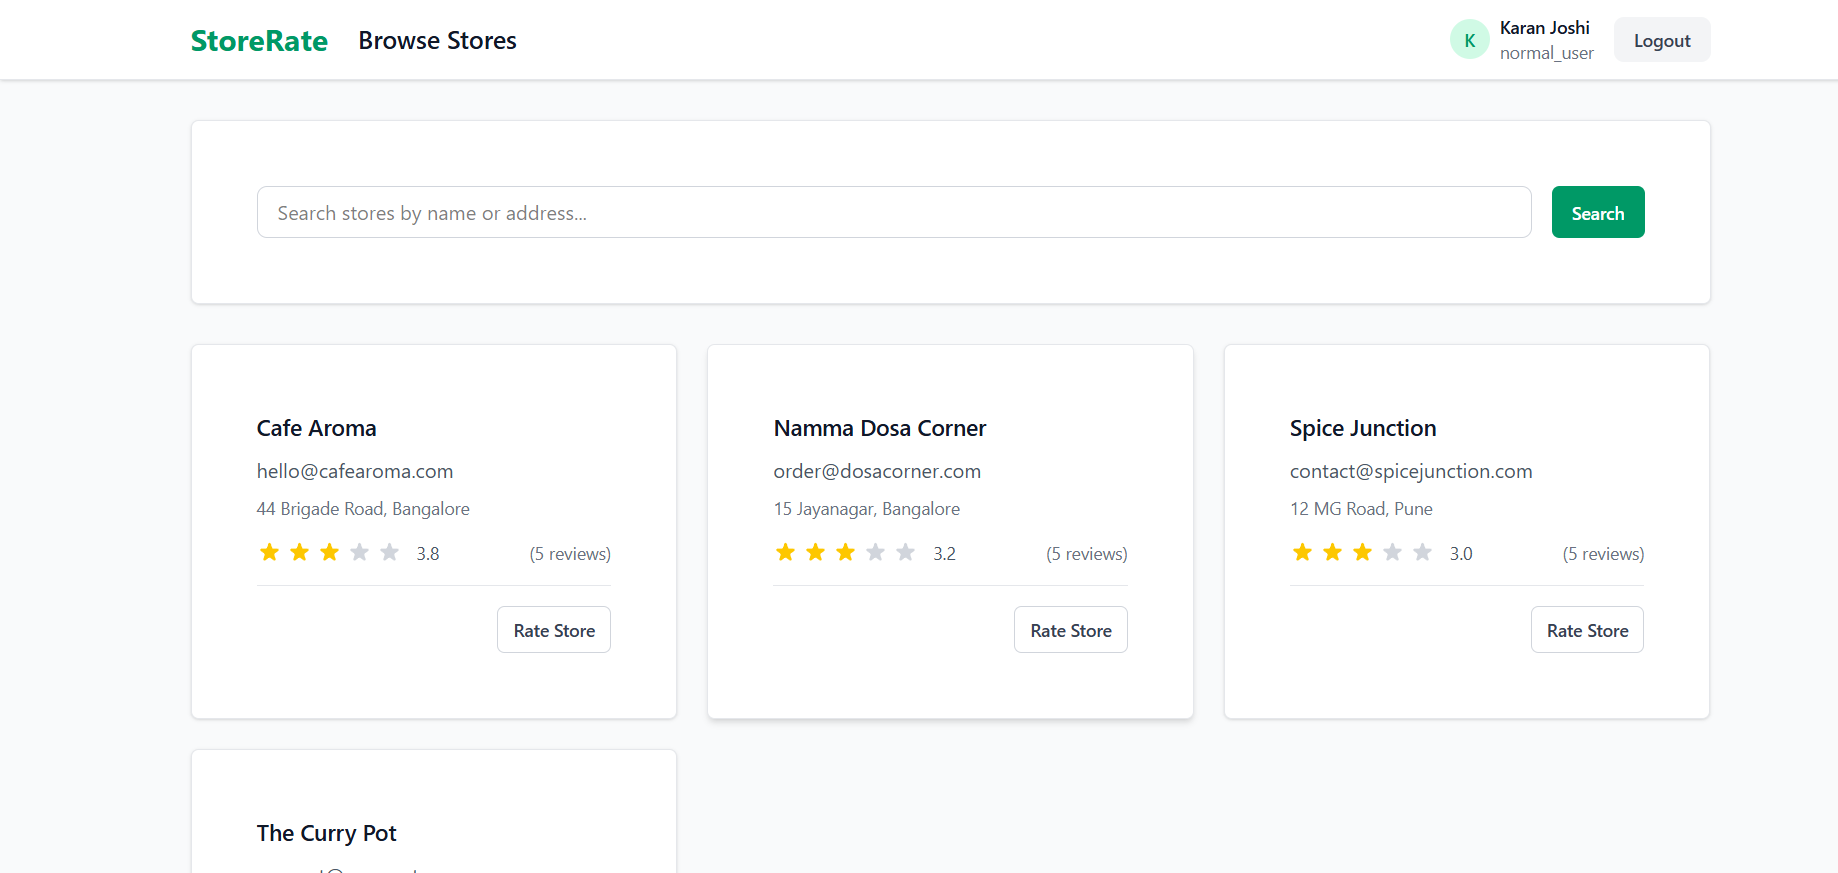 StoreRate
Browse Stores
K
Karan Joshi
normal_user
Logout
Search stores by name or address...
Search
Cafe Aroma
hello@cafearoma.com
44 Brigade Road, Bangalore
3.8 (5 reviews)
Rate Store
Namma Dosa Corner
order@dosacorner.com
15 Jayanagar, Bangalore
3.2 (5 reviews)
Rate Store
Spice Junction
contact@spicejunction.com
12 MG Road, Pune
3.0 (5 reviews)
Rate Store
The Curry Pot